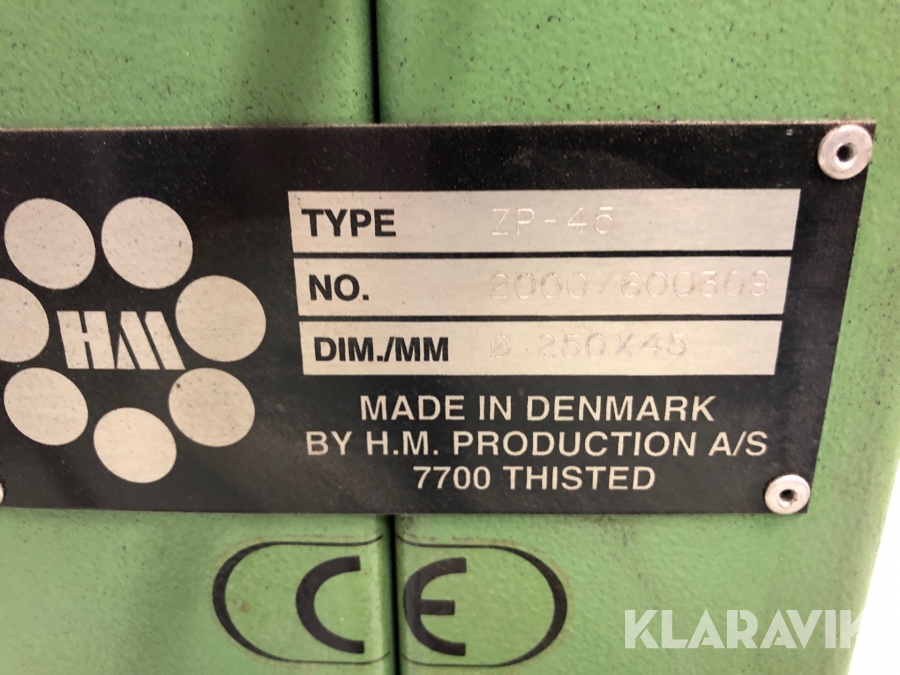 HM
TYPE ZP-45
NO. 2000/600309
DIM./MM Ø 250X45
MADE IN DENMARK
BY H.M. PRODUCTION A/S
7700 THISTED
CE
KLARAVIK